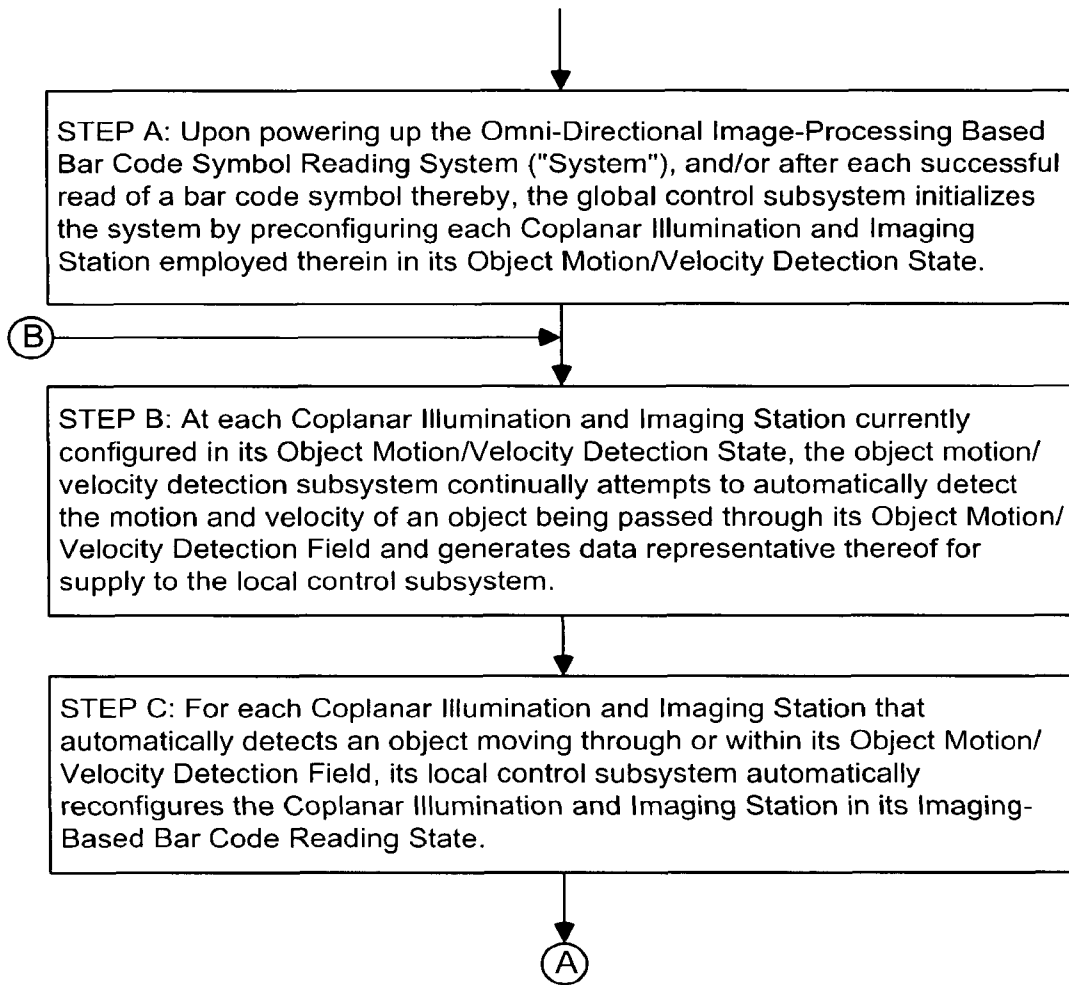 STEP A: Upon powering up the Omni-Directional Image-Processing Based
Bar Code Symbol Reading System ("System"), and/or after each successful
read of a bar code symbol thereby, the global control subsystem initializes
the system by preconfiguring each Coplanar Illumination and Imaging
Station employed therein in its Object Motion/Velocity Detection State.
B
STEP B: At each Coplanar Illumination and Imaging Station currently
configured in its Object Motion/Velocity Detection State, the object motion/
velocity detection subsystem continually attempts to automatically detect
the motion and velocity of an object being passed through its Object Motion/
Velocity Detection Field and generates data representative thereof for
supply to the local control subsystem.
STEP C: For each Coplanar Illumination and Imaging Station that
automatically detects an object moving through or within its Object Motion/
Velocity Detection Field, its local control subsystem automatically
reconfigures the Coplanar Illumination and Imaging Station in its Imaging-
Based Bar Code Reading State.
A